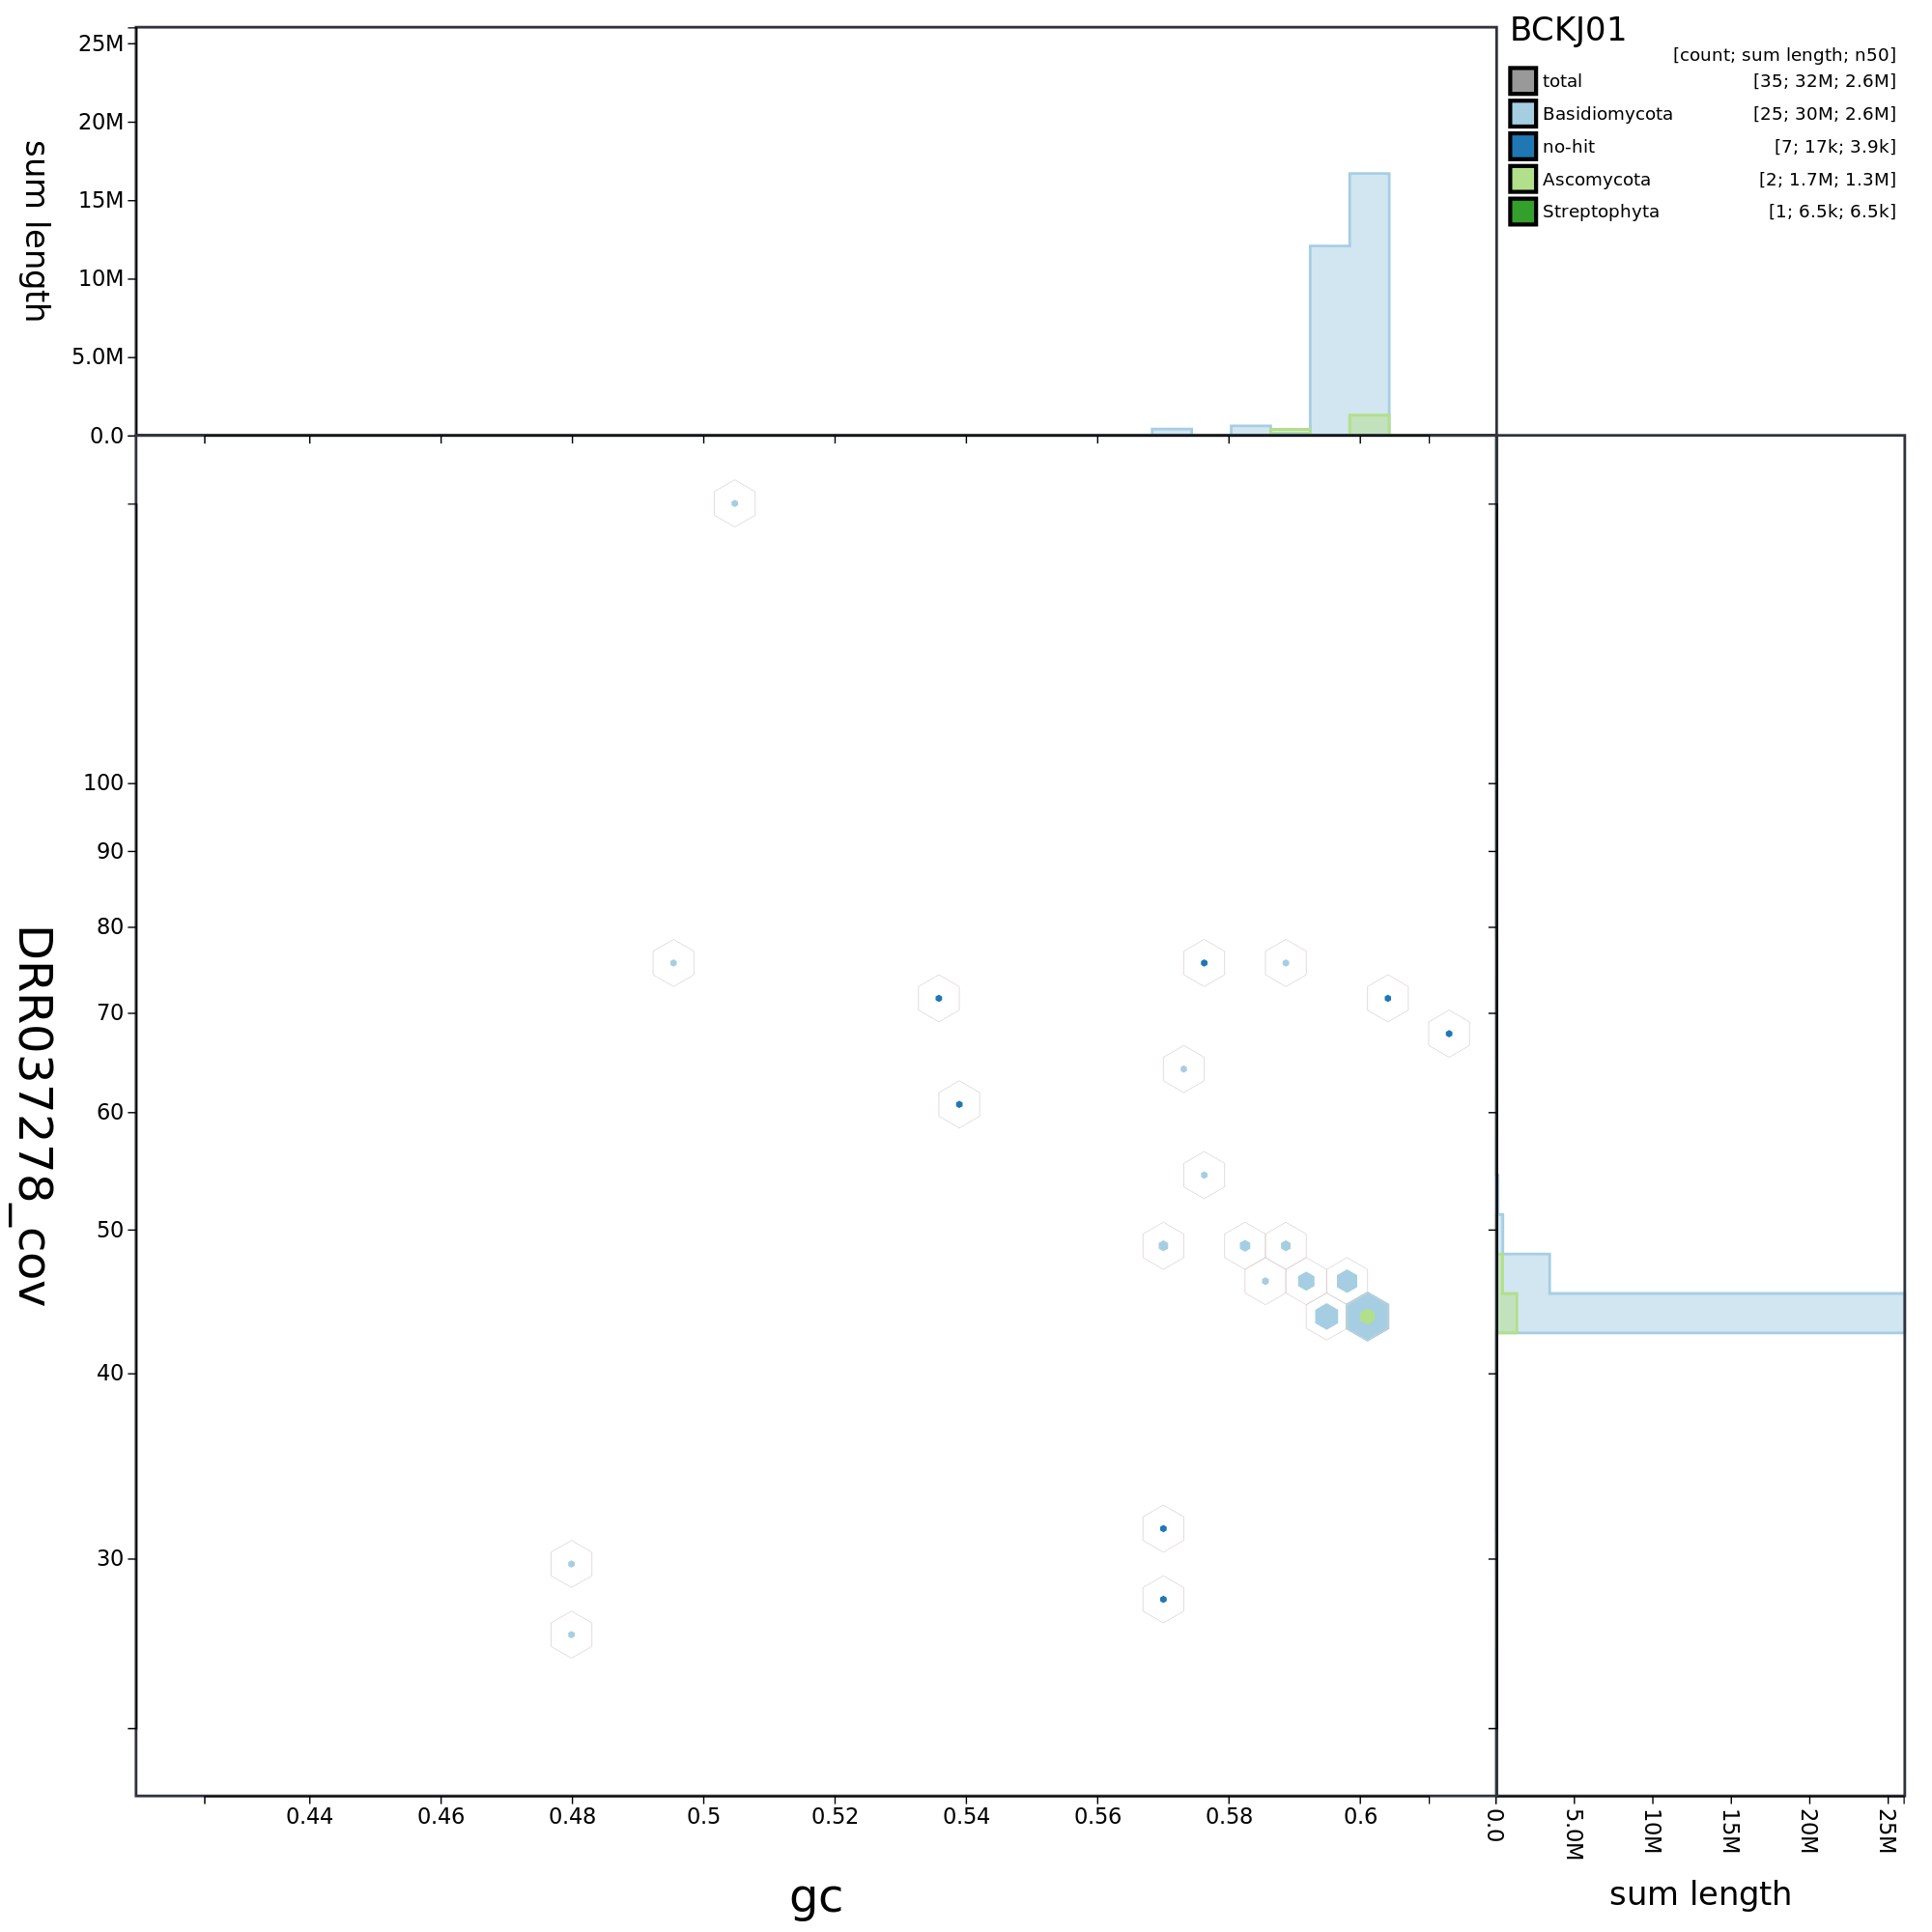 BCKJ01
[count; sum length; n50]
total [35; 32M; 2.6M]
Basidiomycota [25; 30M; 2.6M]
no-hit [7; 17k; 3.9k]
Ascomycota [2; 1.7M; 1.3M]
Streptophyta [1; 6.5k; 6.5k]
sum length
25M
20M
15M
10M
5.0M
0.0
DRR037278_cov
100
90
80
70
60
50
40
30
0.44 0.46 0.48 0.5 0.52 0.54 0.56 0.58 0.6
gc
0.0 5.0M 10M 15M 20M 25M
sum length